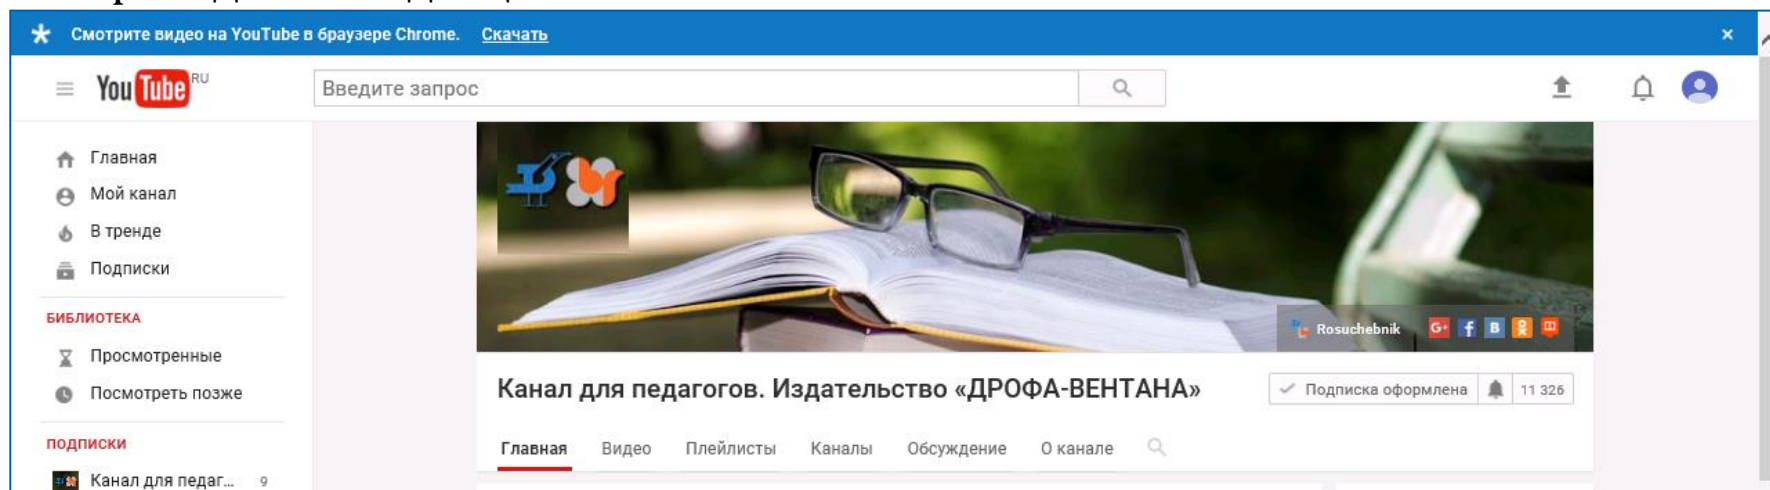 Смотрите видео на YouTube в браузере Chrome. Скачать
YouTube RU
Введите запрос
Главная
Мой канал
В тренде
Подписки
БИБЛИОТЕКА
Просмотренные
Посмотреть позже
ПОДПИСКИ
Канал для педаг... 9
Rosuchebnik
Канал для педагогов. Издательство «ДРОФА-ВЕНТАНА»
Подписка оформлена 11 326
Главная Видео Плейлисты Каналы Обсуждение О канале